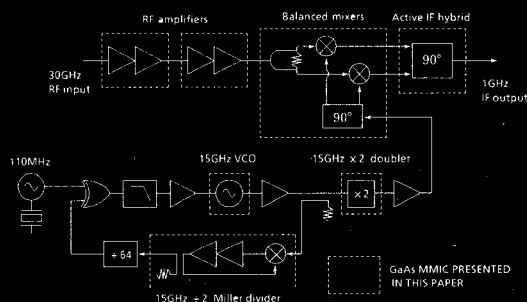 RF amplifiers
Balanced mixers
Active IF hybrid
30GHz
RF input
90°
1GHz
IF output
90°
110MHz
15GHz VCO
15GHz ×2 doubler
×2
÷64
15GHz ÷2 Miller divider
GaAs MMIC PRESENTED
IN THIS PAPER